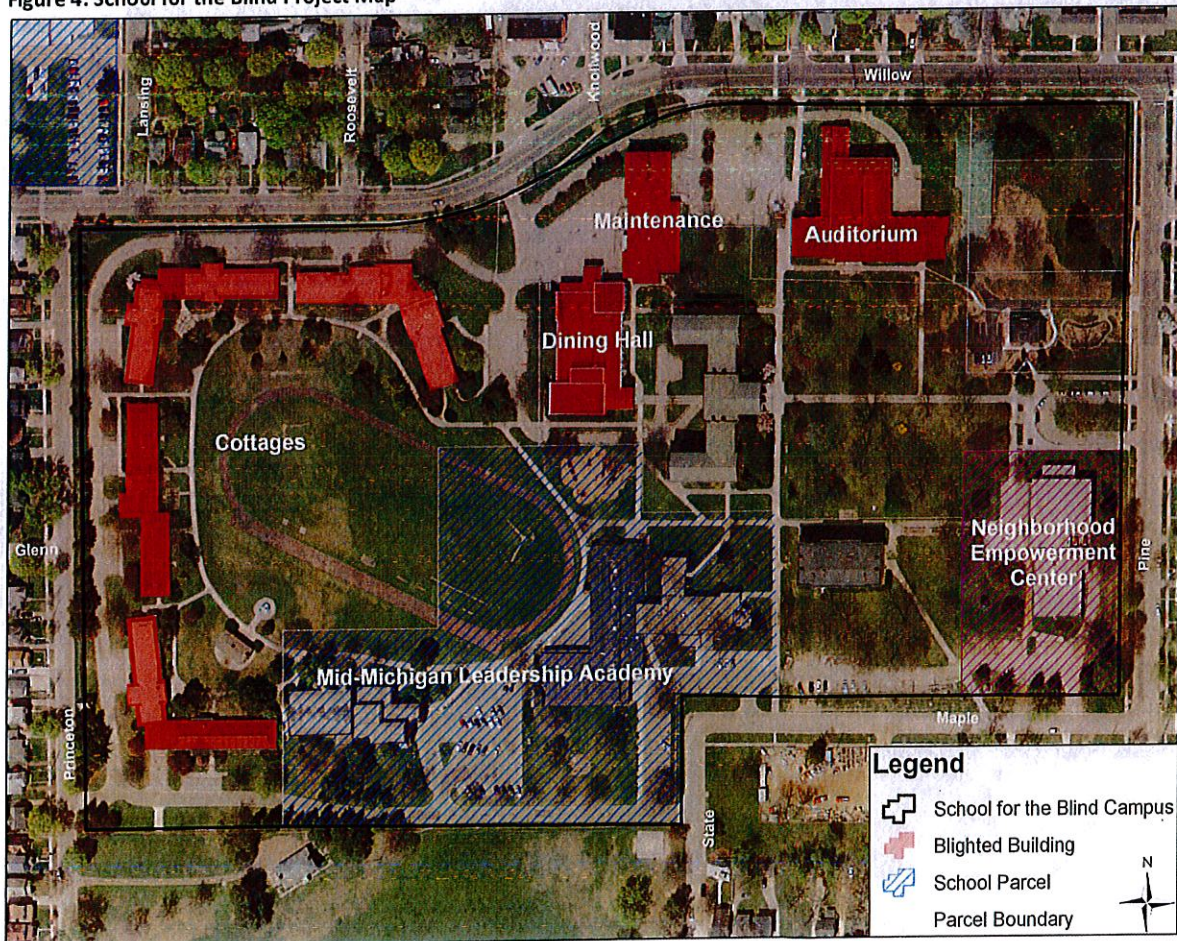 Figure 4. School for the Blind Project Map
Willow
Lansing
Roosevelt
Knollwood
Maintenance
Auditorium
Dining Hall
Cottages
Neighborhood
Empowerment
Center
Glenn
Pine
Mid-Michigan Leadership Academy
Princeton
Maple
State
Legend
School for the Blind Campus
Blighted Building
School Parcel
Parcel Boundary
N